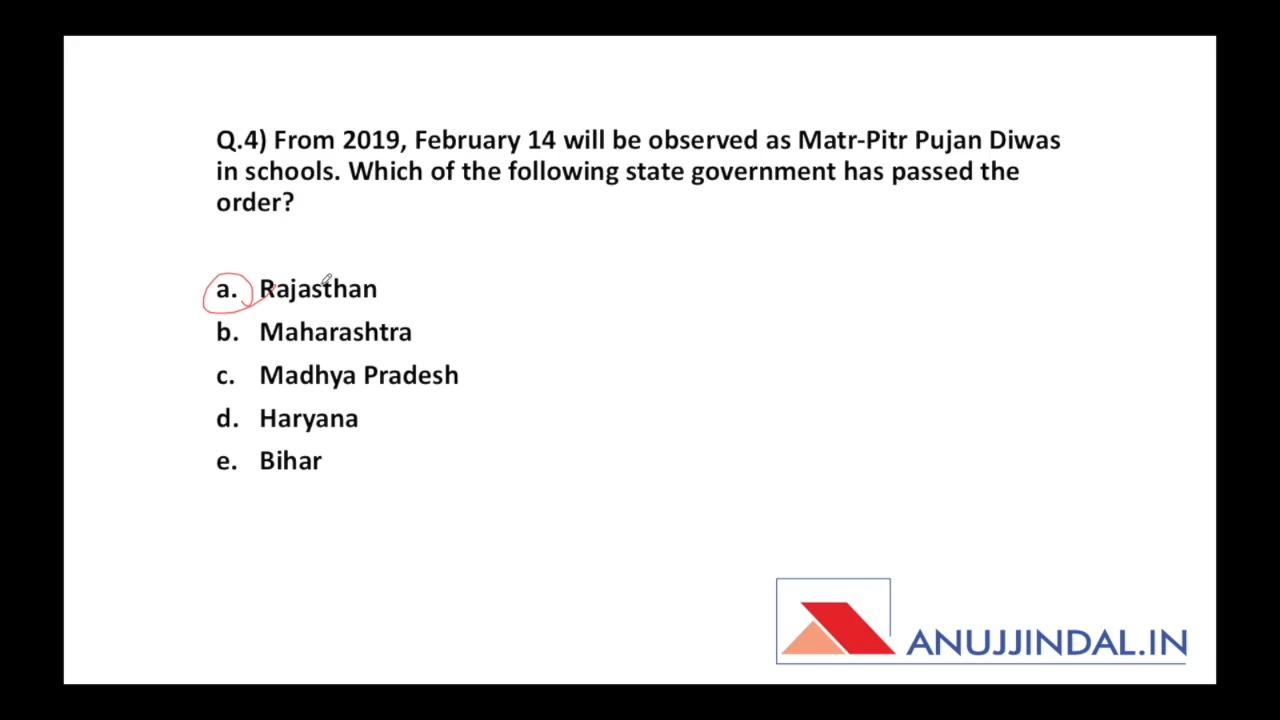 Q.4) From 2019, February 14 will be observed as Matr-Pitr Pujan Diwas
in schools. Which of the following state government has passed the
order?
a. Rajasthan
b. Maharashtra
c. Madhya Pradesh
d. Haryana
e. Bihar
ANUJJINDAL.IN